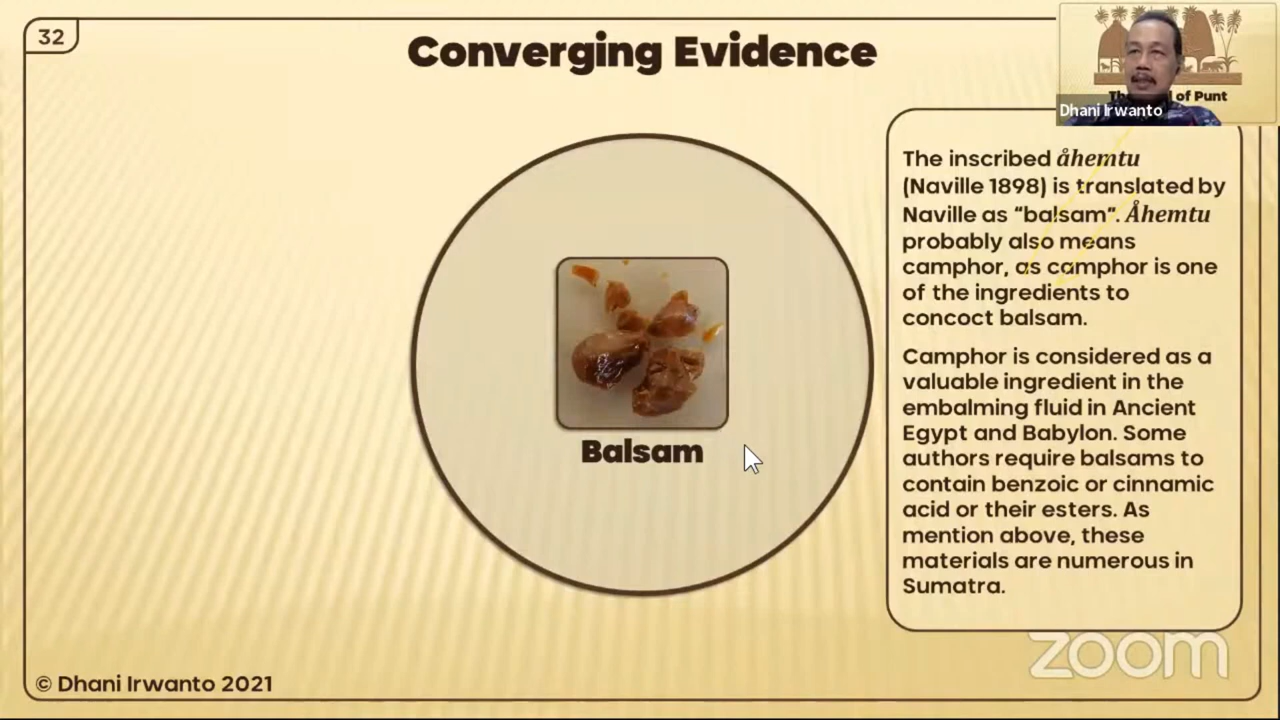 32
Converging Evidence
of Punt
Dhani Irwanto
The inscribed åhemtu
(Naville 1898) is translated by
Naville as “balsam“. Åhemtu
probably also means
camphor, as camphor is one
of the ingredients to
concoct balsam.
Camphor is considered as a
valuable ingredient in the
embalming fluid in Ancient
Egypt and Babylon. Some
authors require balsams to
contain benzoic or cinnamic
acid or their esters. As
mention above, these
materials are numerous in
Sumatra.
Balsam
zoom
© Dhani Irwanto 2021